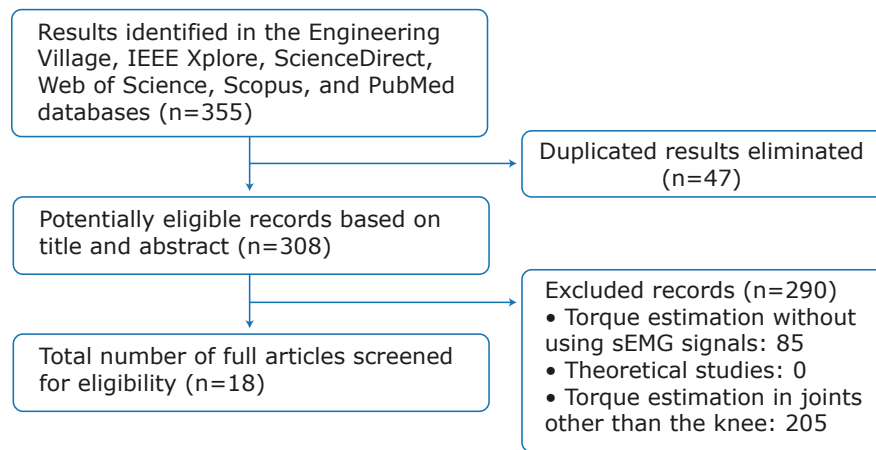 Results identified in the Engineering
Village, IEEE Xplore, ScienceDirect,
Web of Science, Scopus, and PubMed
databases (n=355)
Duplicated results eliminated
(n=47)
Potentially eligible records based on
title and abstract (n=308)
Excluded records (n=290)
• Torque estimation without
using sEMG signals: 85
• Theoretical studies: 0
• Torque estimation in joints
other than the knee: 205
Total number of full articles screened
for eligibility (n=18)